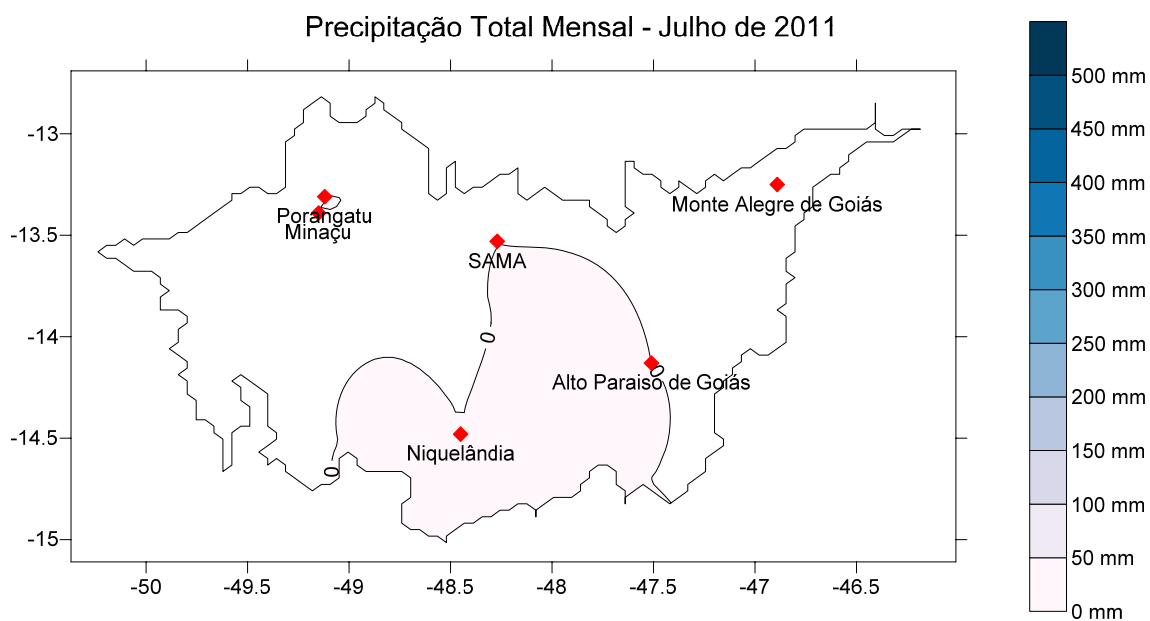 Precipitação Total Mensal - Julho de 2011
500 mm
450 mm
400 mm
350 mm
300 mm
250 mm
200 mm
150 mm
100 mm
50 mm
0 mm
-13
-13.5
-14
-14.5
-15
Porangatu
Minaçu
Monte Alegre de Goiás
SAMA
0
0
Alto Paraiso de Goiás
Niquelândia
0
-50
-49.5
-49
-48.5
-48
-47.5
-47
-46.5